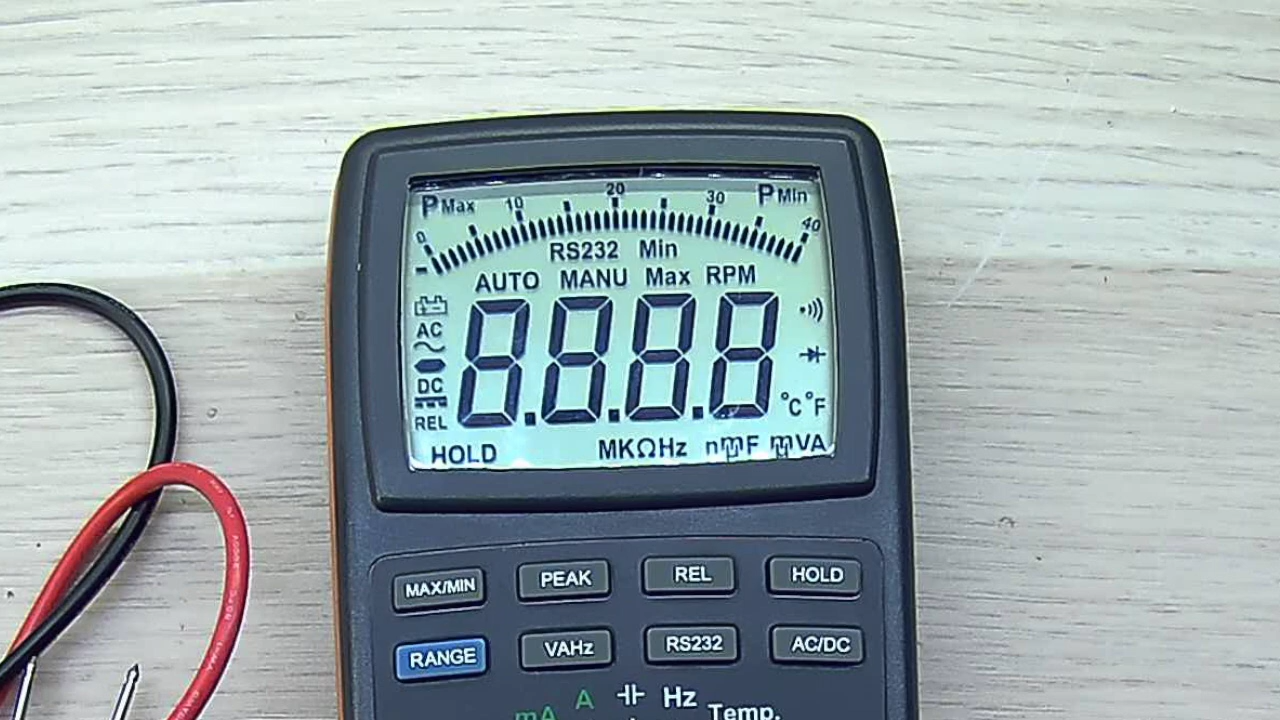 20
10 30
PMax PMin
0 40
RS232 Min
AUTO MANU Max RPM
AC
8.8.8.8
DC
°C °F
REL
HOLD MKΩHz nmF mVA
MAX/MIN PEAK REL HOLD
RANGE VAHz RS232 AC/DC
mA A Hz Temp.